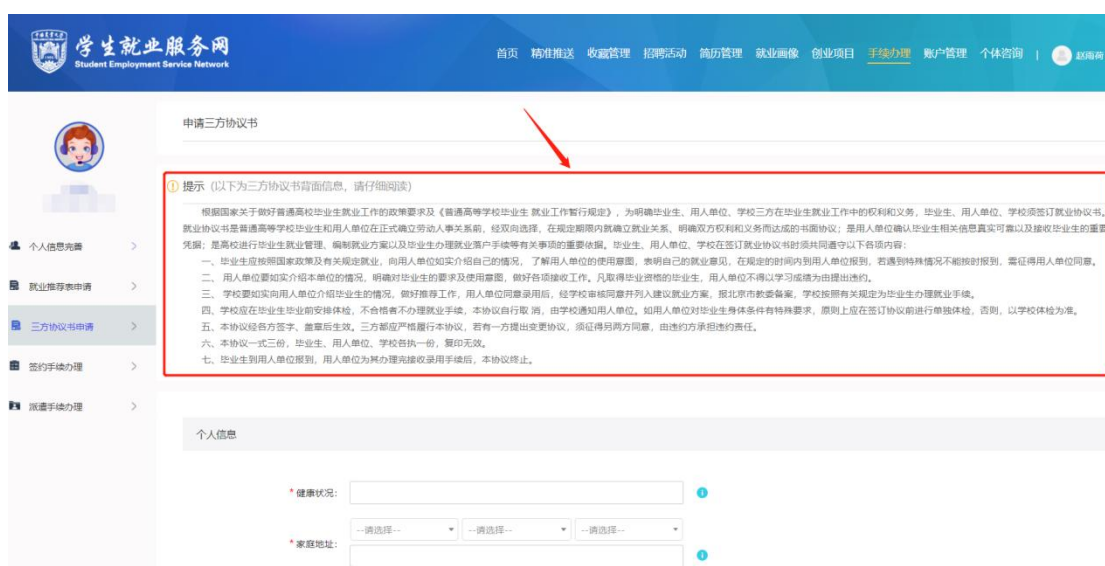 学生就业服务网
Student Employment Service Network
首页 精准推送 收藏管理 招聘活动 简历管理 就业画像 创业项目 手续办理 账户管理 个体咨询 | 赵雨荷
申请三方协议书
提示（以下为三方协议书背面信息，请仔细阅读）
根据国家关于做好普通高校毕业生就业工作的政策要求及《普通高等学校毕业生 就业工作暂行规定》，为明确毕业生、用人单位、学校三方在毕业生就业工作中的权利和义务，毕业生、用人单位、学校须签订就业协议书。
就业协议书是普通高等学校毕业生和用人单位在正式确立劳动人事关系前，经双向选择，在规定期限内就确立就业关系、明确双方权利和义务而达成的书面协议；是用人单位确认毕业生相关信息真实可靠以及接收毕业生的重要
凭据；是高校进行毕业生就业管理、编制就业方案以及毕业生办理就业落户手续等有关事项的重要依据。毕业生、用人单位、学校在签订就业协议书时须共同遵守以下各项内容：
一、毕业生应按照国家政策及有关规定就业，向用人单位如实介绍自己的情况，了解用人单位的使用意图，表明自己的就业意见，在规定的时间内到用人单位报到，若遇到特殊情况不能按时报到，需征得用人单位同意。
二、 用人单位要如实介绍本单位的情况，明确对毕业生的要求及使用意图，做好各项接收工作。凡取得毕业资格的毕业生，用人单位不得以学习成绩为由提出违约。
三、 学校要如实向用人单位介绍毕业生的情况，做好推荐工作，用人单位同意录用后，经学校审核同意并列入建议就业方案，报北京市教委备案，学校按照有关规定为毕业生办理就业手续。
四、学校应在毕业生毕业前安排体检，不合格者不办理就业手续，本协议自行取 消，由学校通知用人单位。如用人单位对毕业生身体条件有特殊要求，原则上应在签订协议前进行单独体检，否则，以学校体检为准。
五、本协议经各方签字、盖章后生效。三方都应严格履行本协议，若有一方提出变更协议，须征得另两方同意，由违约方承担违约责任。
六、本协议一式三份，毕业生、用人单位、学校各执一份，复印无效。
七、毕业生到用人单位报到，用人单位为其办理完接收录用手续后，本协议终止。
个人信息完善
就业推荐表申请
三方协议书申请
签约手续办理
派遣手续办理
个人信息
*健康状况：
--请选择-- --请选择-- --请选择--
*家庭地址：